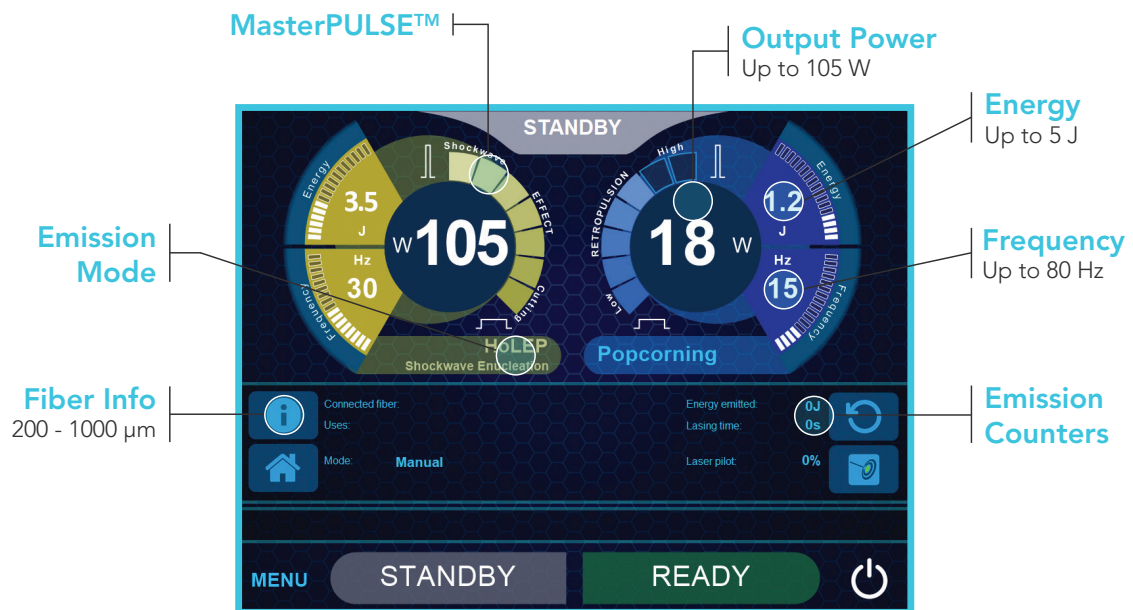 MasterPULSE™
Output Power
Up to 105 W
Energy
Up to 5 J
Emission
Mode
Frequency
Up to 80 Hz
Fiber Info
200 - 1000 µm
Emission
Counters
STANDBY
Energy
3.5
J
Hz
30
Frequency
W 105
Shockwave
EFFECT
Cutting
HoLEP
Shockwave Enucleation
High
RETROPULSION
Low
18 W
Energy
1.2
J
Hz
15
Frequency
Popcorning
i
Connected fiber:
Uses:
Mode: Manual
Energy emitted: 0J
Lasing time: 0s
Laser pilot: 0%
MENU
STANDBY
READY